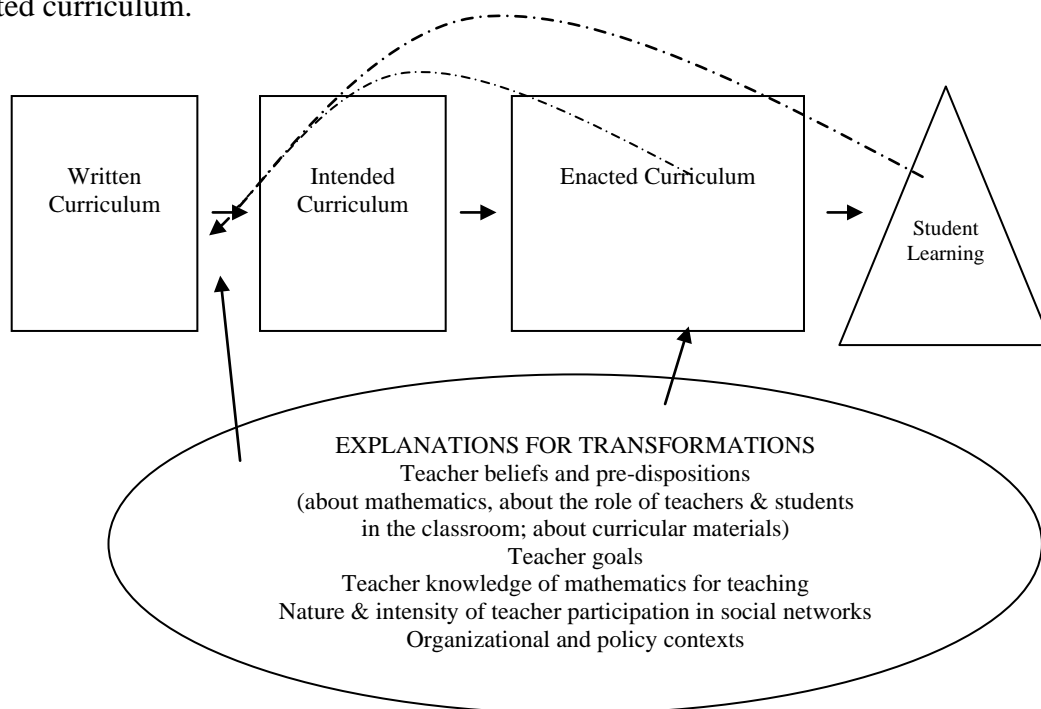 ted curriculum.
Written
Curriculum
Intended
Curriculum
Enacted Curriculum
Student
Learning
EXPLANATIONS FOR TRANSFORMATIONS
Teacher beliefs and pre-dispositions
(about mathematics, about the role of teachers & students
in the classroom; about curricular materials)
Teacher goals
Teacher knowledge of mathematics for teaching
Nature & intensity of teacher participation in social networks
Organizational and policy contexts